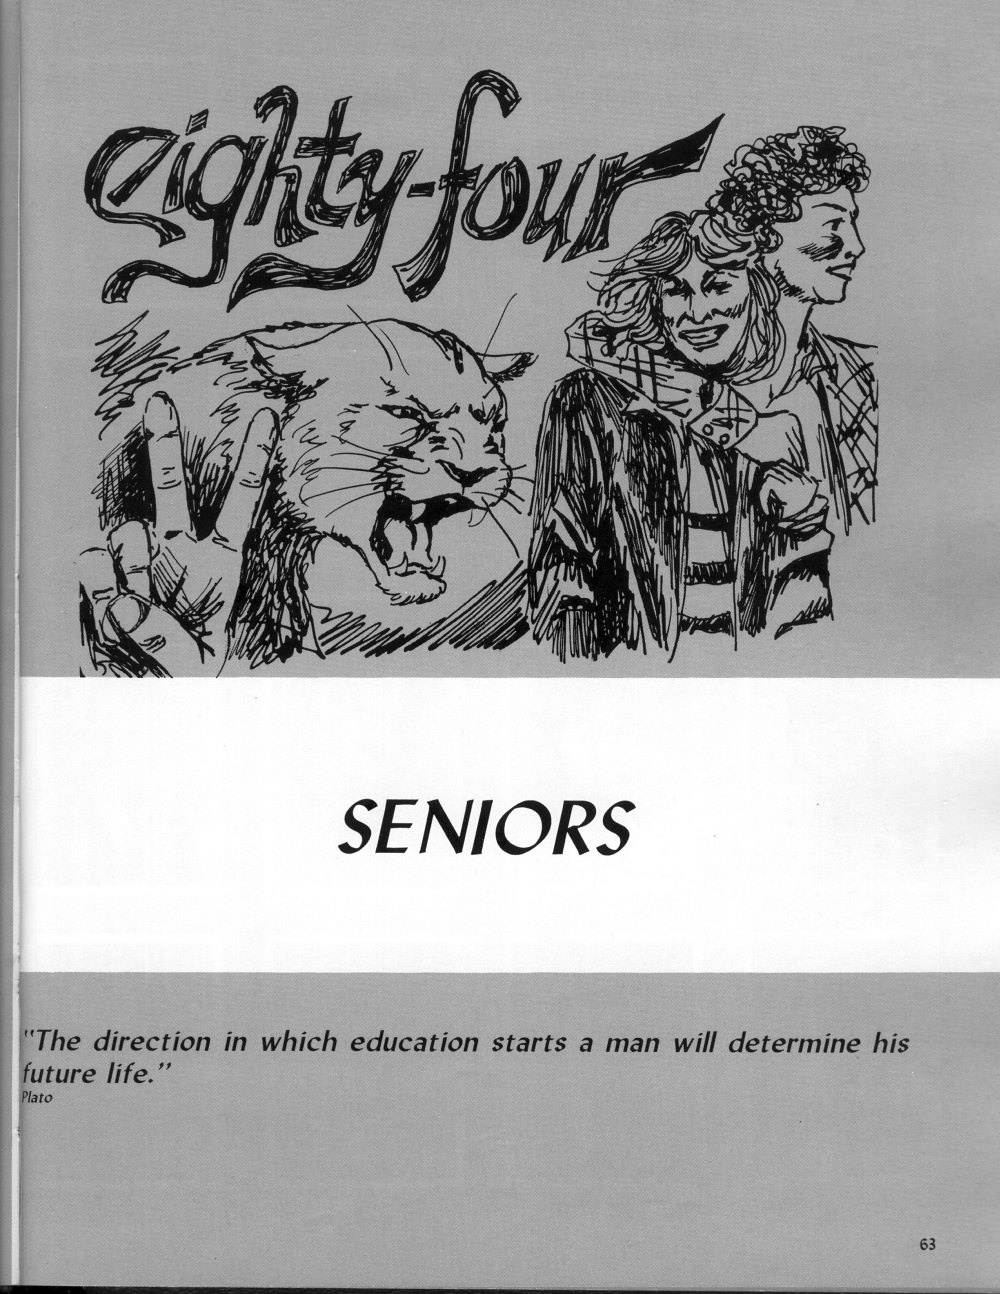 eighty-four
SENIORS
"The direction in which education starts a man will determine his
future life."
Plato
63